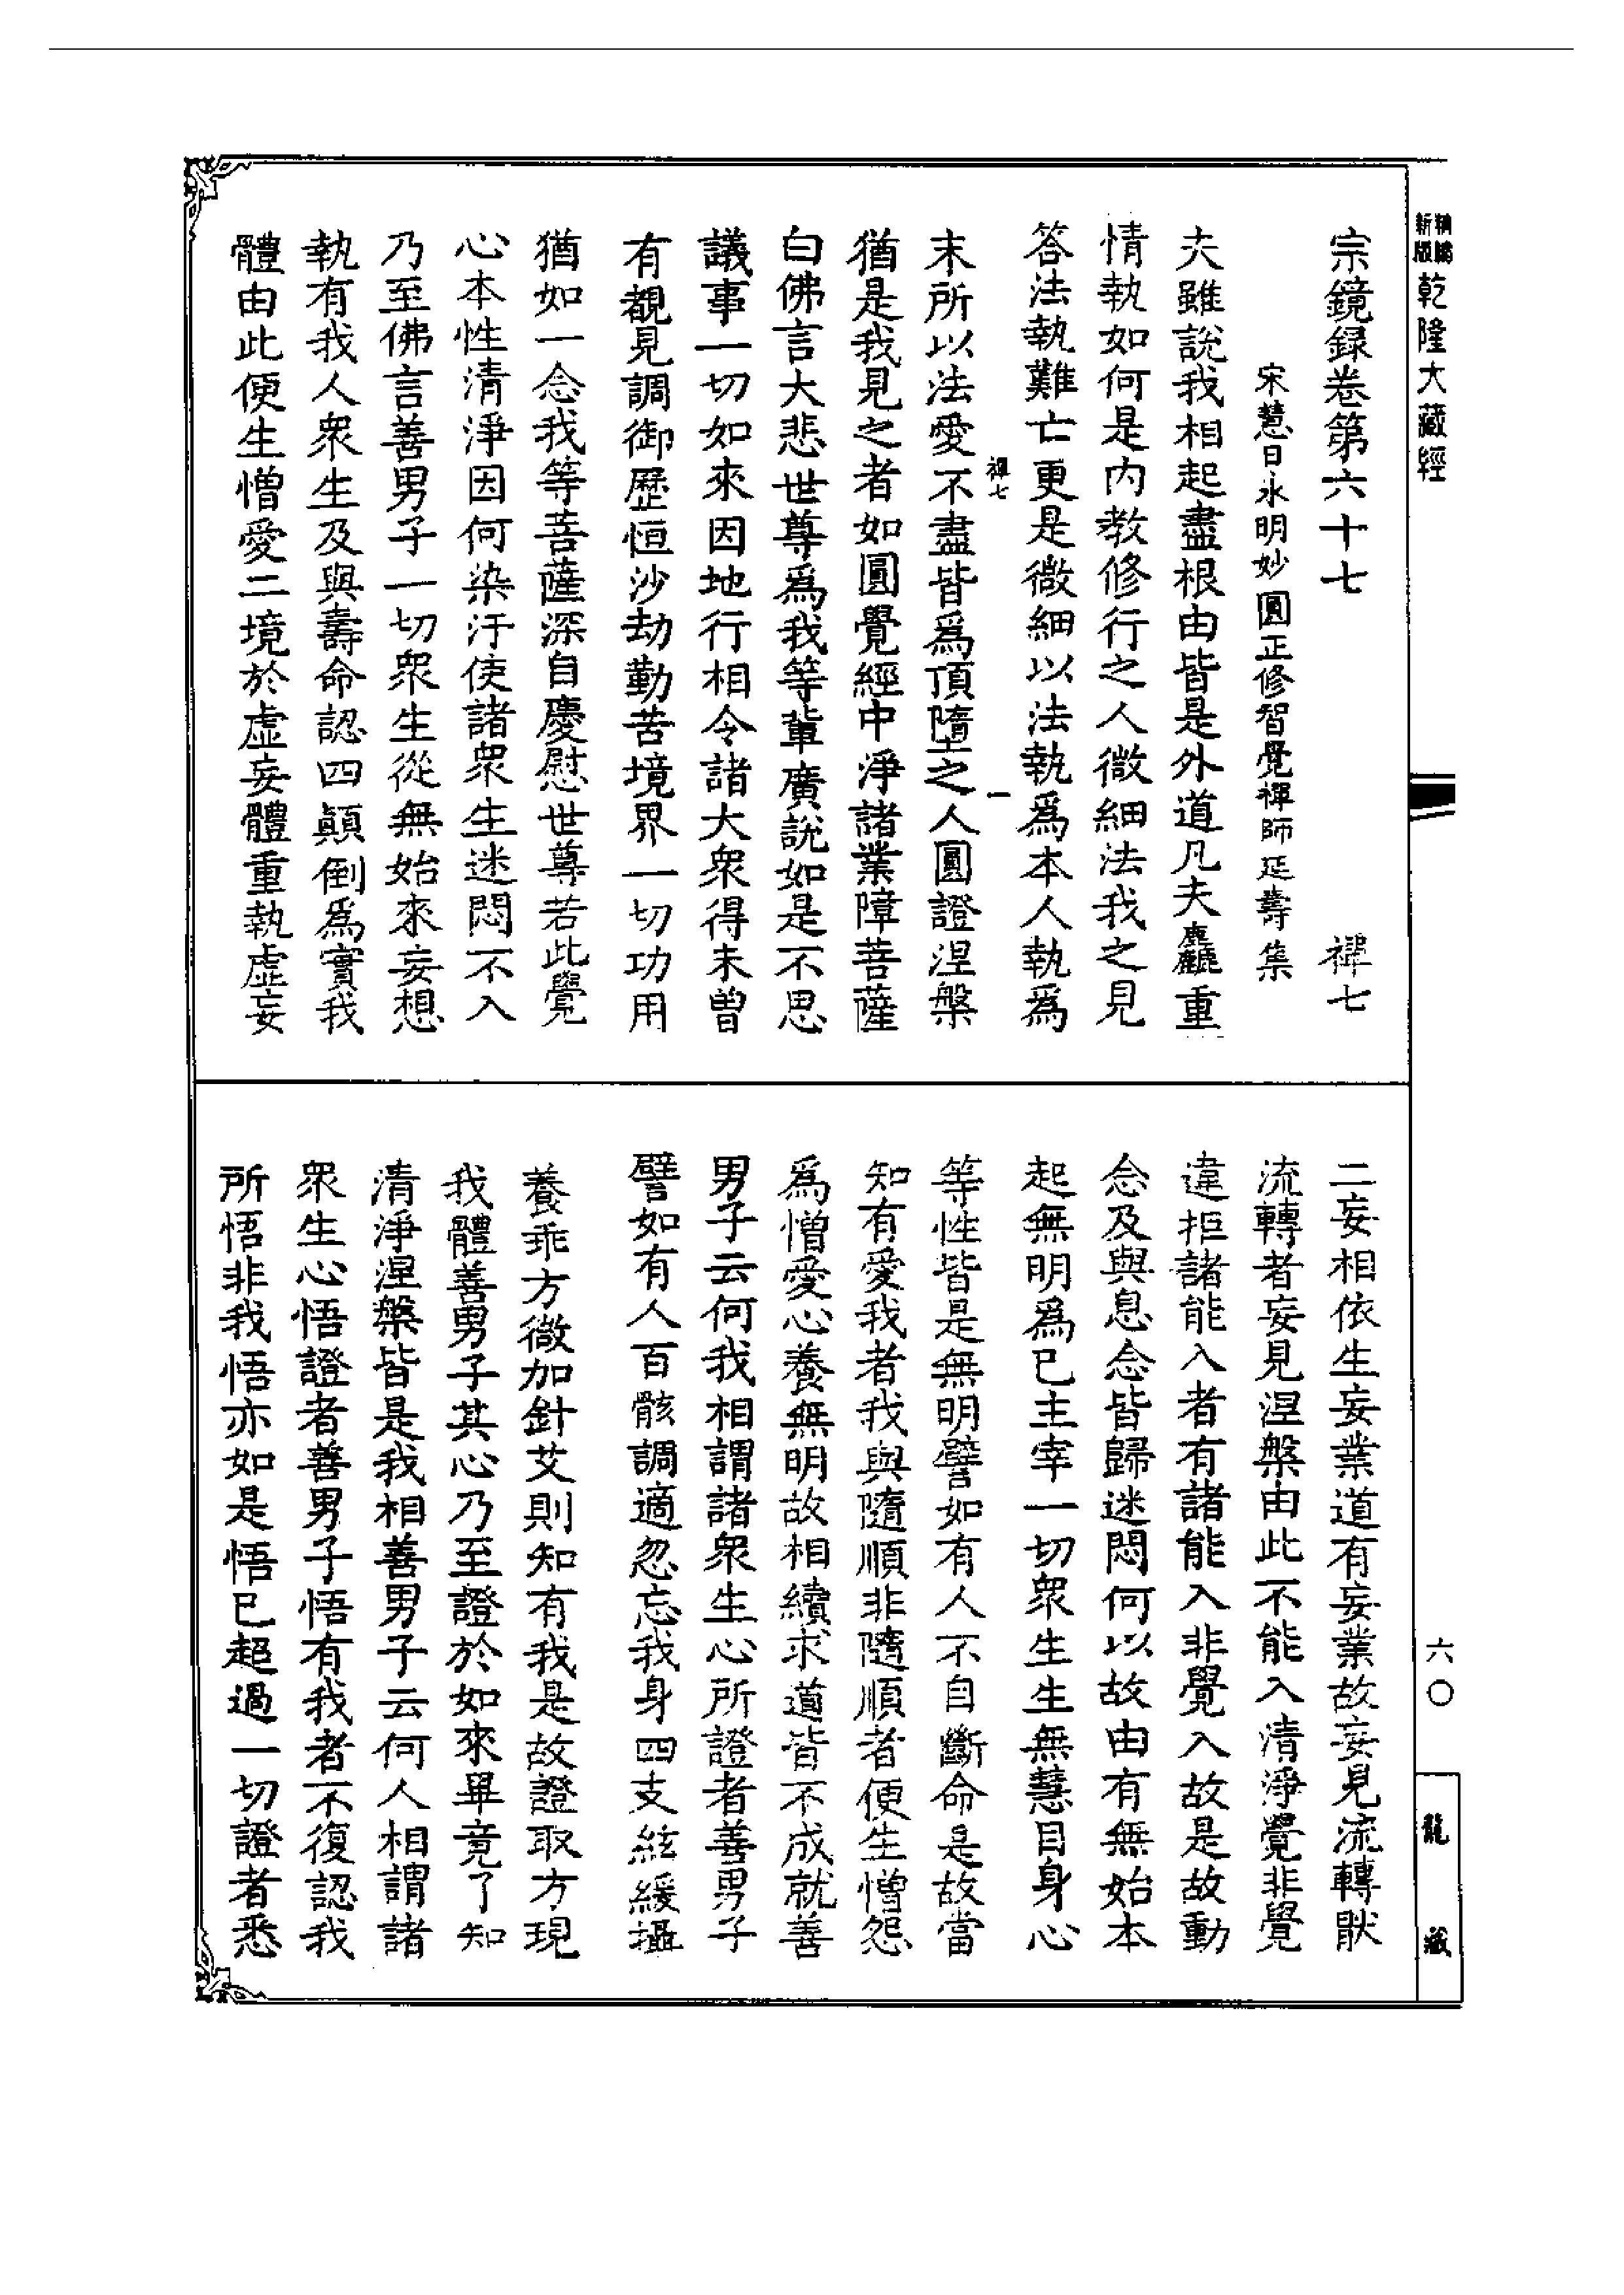 新編
新版
乾隆大藏經
宗鏡録卷第六十七 禪七
宋慧日永明妙圓正修智覺禪師延壽集
夫雖說我相起盡根由皆是外道凡夫麤重
情執如何是内教修行之人微細法我之見
答法執難亡更是微細以法執爲本人執爲
禪七 一
末所以法愛不盡皆爲頂墮之人圓證涅槃
猶是我見之者如圓覺經中淨諸業障菩薩
白佛言大悲世尊爲我等輩廣說如是不思
議事一切如來因地行相令諸大衆得未曾
有覩見調御歷恒沙劫勤苦境界一切功用
猶如一念我等菩薩深自慶慰世尊若此覺
心本性清淨因何染汙使諸衆生迷悶不入
乃至佛言善男子一切衆生從無始來妄想
執有我人衆生及與壽命認四顛倒爲實我
體由此便生憎愛二境於虚妄體重執虚妄
二妄相依生妄業道有妄業故妄見流轉猒
流轉者妄見涅槃由此不能入清淨覺非覺
違拒諸能入者有諸能入非覺入故是故動
念及與息念皆歸迷悶何以故由有無始本
起無明爲已主宰一切衆生生無慧目身心
等性皆是無明譬如有人不自斷命是故當
知有愛我者我與隨順非隨順者便生憎怨
爲憎愛心養無明故相續求道皆不成就善
男子云何我相謂諸衆生心所證者善男子
譬如有人百骸調適忽忘我身四支絃緩攝
養乖方微加針艾則知有我是故證取方現
我體善男子其心乃至證於如來畢竟了知
清淨涅槃皆是我相善男子云何人相謂諸
衆生心悟證者善男子悟有我者不復認我
所悟非我悟亦如是悟已超過一切證者悉
六〇
龍藏